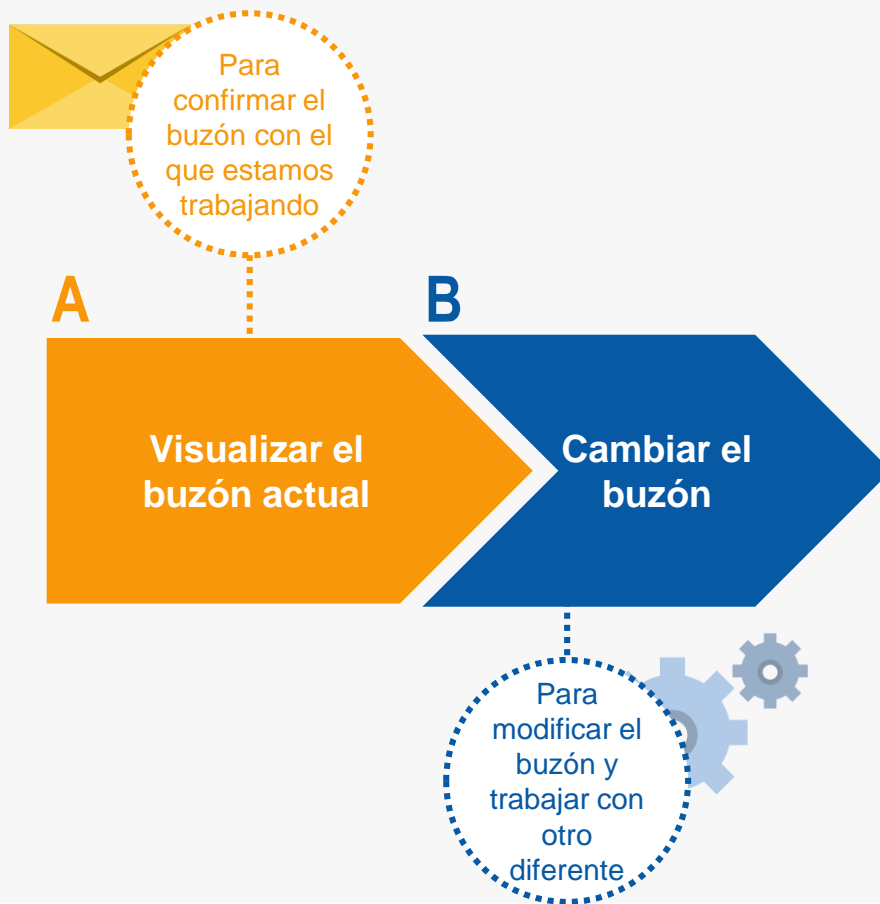 Para
confirmar el
buzón con el
que estamos
trabajando
A
B
Visualizar el
buzón actual
Cambiar el
buzón
Para
modificar el
buzón y
trabajar con
otro
diferente